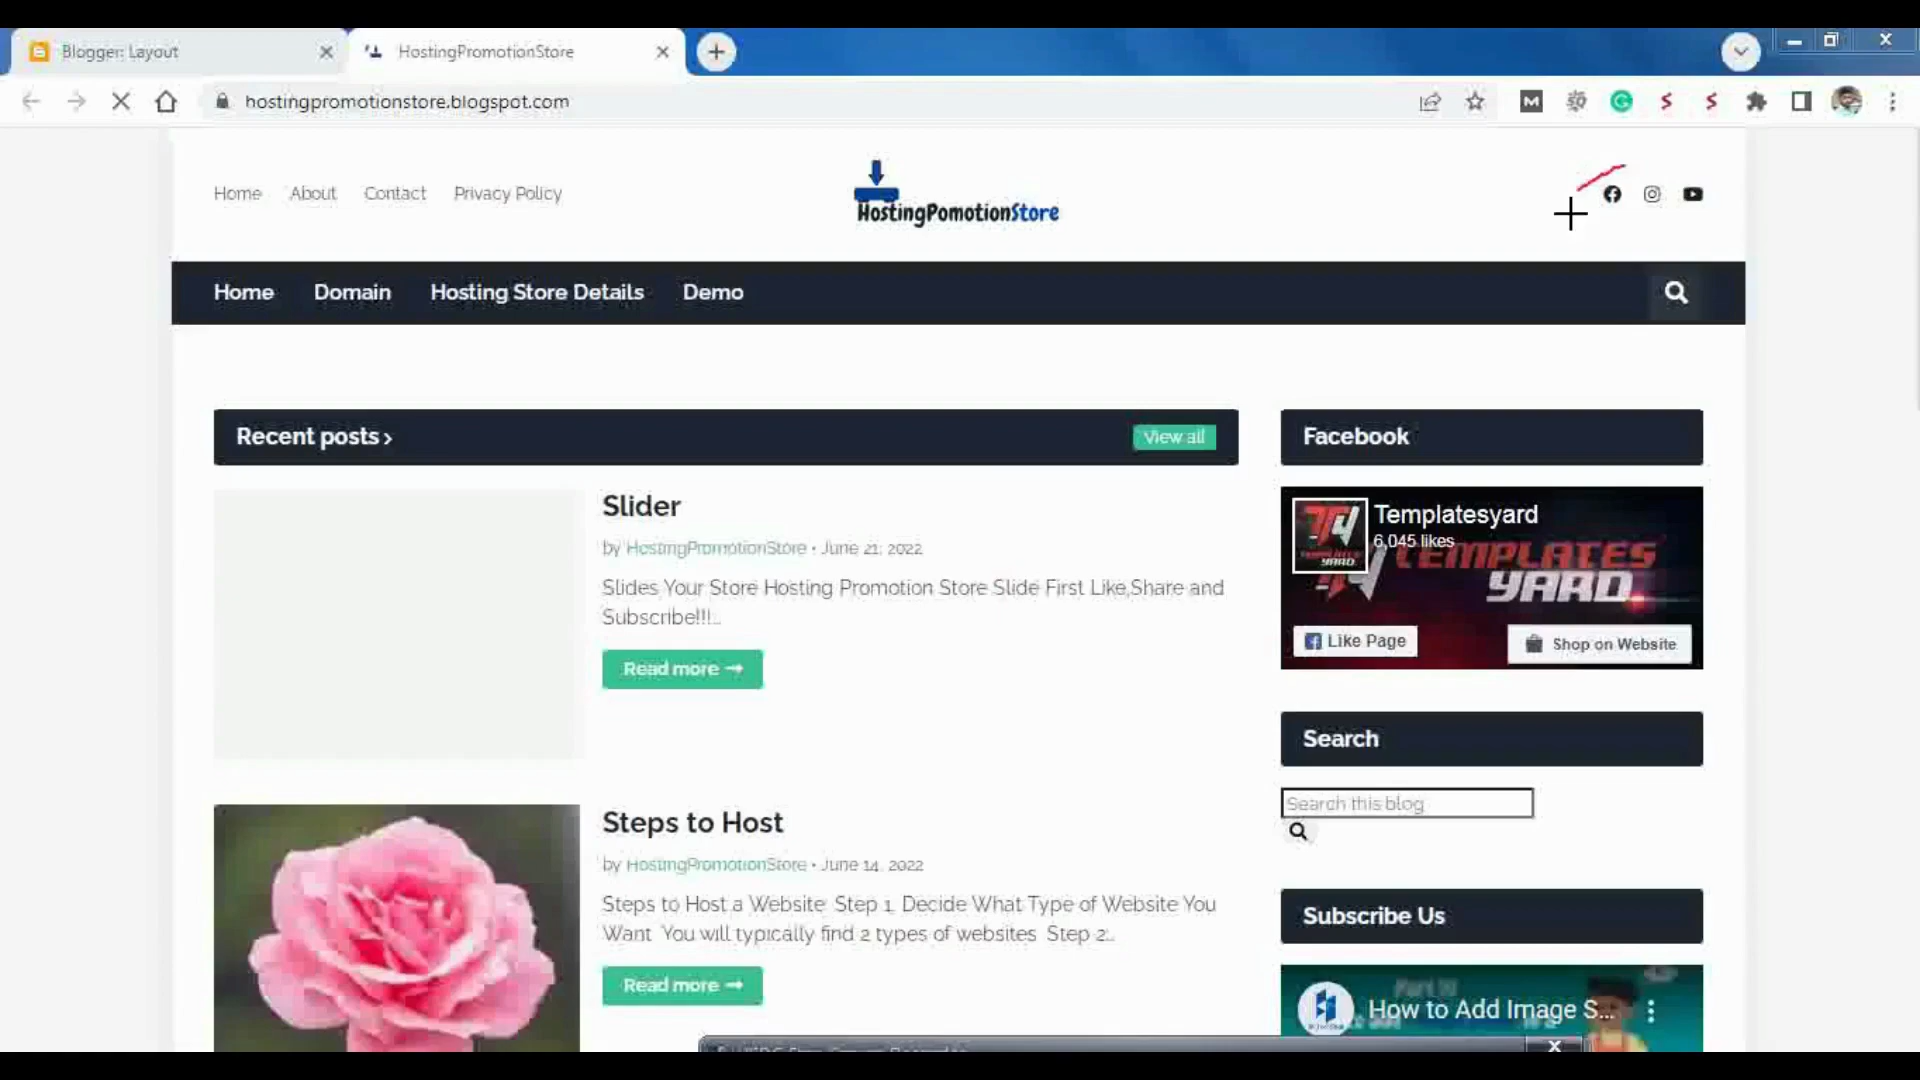 Blogger: Layout
HostingPromotionStore
hostingpromotionstore.blogspot.com
Home About Contact Privacy Policy
HostingPomotionStore
Home Domain Hosting Store Details Demo
Recent posts
View all
Slider
by HostingPromotionStore • June 21, 2022
Slides Your Store Hosting Promotion Store Slide First Like,Share and
Subscribe!!!…
Read more
Steps to Host
by HostingPromotionStore • June 14, 2022
Steps to Host a Website Step 1. Decide What Type of Website You
Want You will typically find 2 types of websites Step 2…
Read more
Facebook
Templatesyard
6,045 likes
TEMPLATES
YARD
Like Page
Shop on Website
Search
Search this blog
Subscribe Us
How to Add Image S...